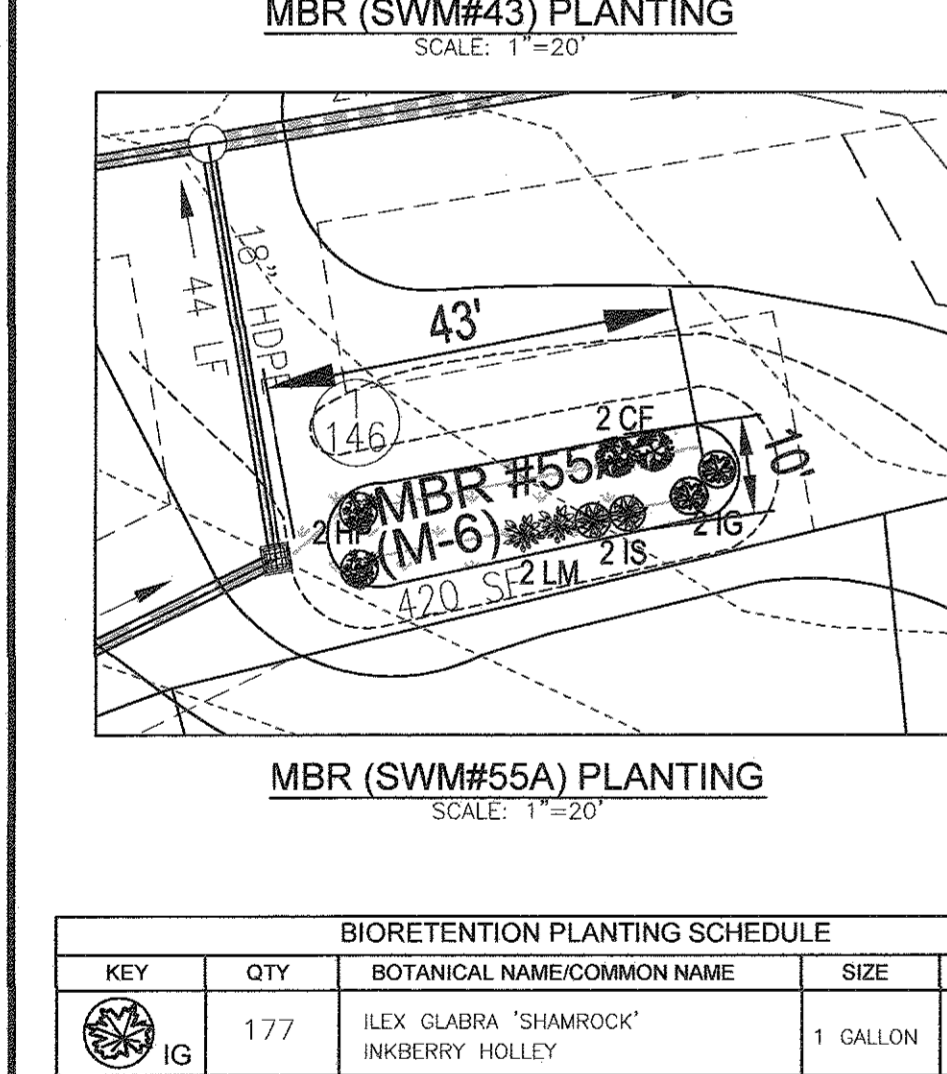 MBR (SWM#43) PLANTING
SCALE: 1"=20'
18" HDPE
44 LF
43'
146
2 CF
10'
MBR #55A
(M-6)
2 HP
2 IG
2 IS
2 LM
420 SF
MBR (SWM#55A) PLANTING
SCALE: 1"=20'
BIORETENTION PLANTING SCHEDULE
KEY QTY BOTANICAL NAME/COMMON NAME SIZE
IG 177 ILEX GLABRA 'SHAMROCK' 1 GALLON
INKBERRY HOLLEY